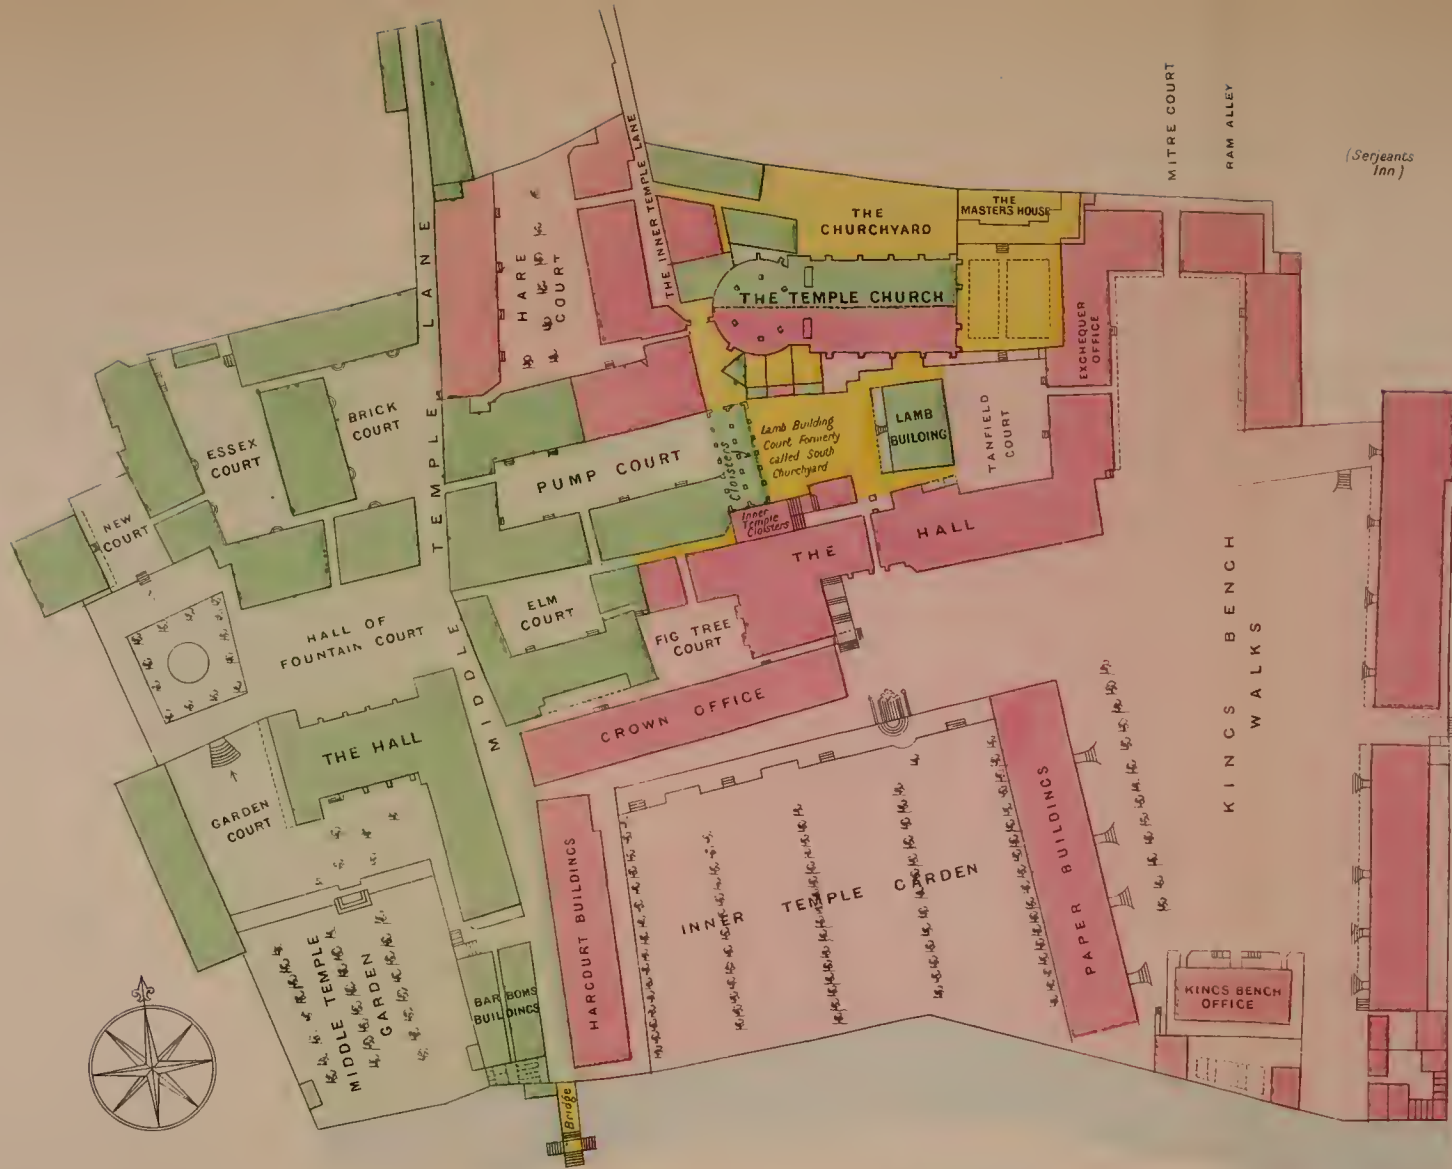 MITRE COURT
RAM ALLEY
(Serjeants
Inn)
THE INNER TEMPLE LANE
THE
CHURCHYARD
THE
MASTERS HOUSE
HARE
COURT
THE TEMPLE CHURCH
EXCHEQUER
OFFICE
MIDDLE TEMPLE LANE
BRICK
COURT
ESSEX
COURT
NEW
COURT
PUMP COURT
Cloisters
Lamb Building
Court Formerly
called South
Churchyard
LAMB
BUILDING
TANFIELD
COURT
Inner
Temple
Cloisters
THE HALL
ELM
COURT
FIG TREE
COURT
HALL OF
FOUNTAIN COURT
CROWN OFFICE
THE HALL
GARDEN
COURT
KINGS BENCH
WALKS
HARCOURT BUILDINGS
INNER TEMPLE GARDEN
PAPER BUILDINGS
MIDDLE TEMPLE
GARDEN
BAR BOMS
BUIL DINGS
KINGS BENCH
OFFICE
Bridge